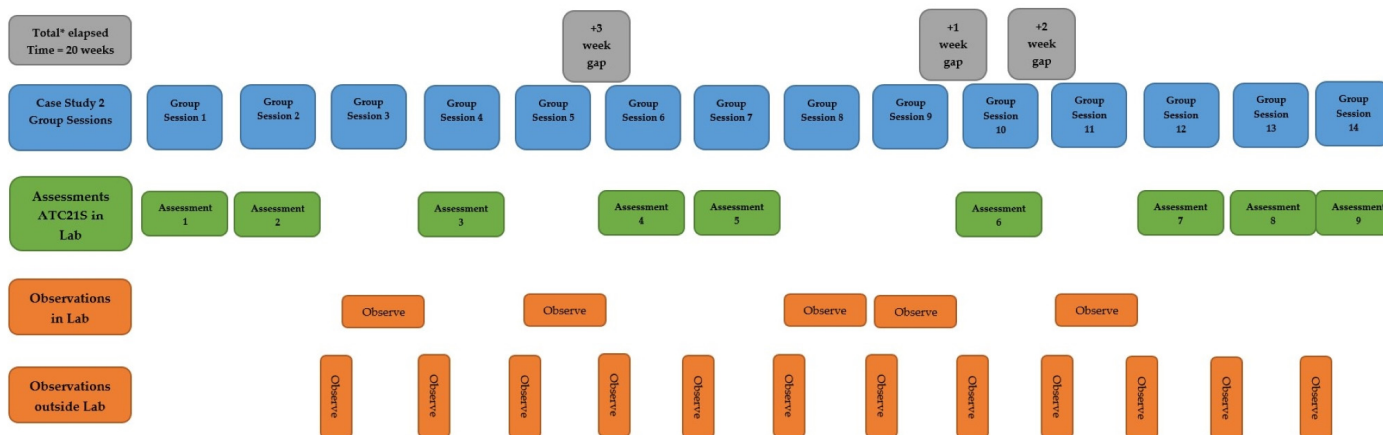 Total* elapsed
Time = 20 weeks
+3
week
gap
+1
week
gap
+2
week
gap
Case Study 2
Group Sessions
Group
Session 1
Group
Session 2
Group
Session 3
Group
Session 4
Group
Session 5
Group
Session 6
Group
Session 7
Group
Session 8
Group
Session 9
Group
Session
10
Group
Session
11
Group
Session
12
Group
Session
13
Group
Session
14
Assessments
ATC21S in
Lab
Assessment
1
Assessment
2
Assessment
3
Assessment
4
Assessment
5
Assessment
6
Assessment
7
Assessment
8
Assessment
9
Observations
in Lab
Observe
Observe
Observe
Observe
Observe
Observations
outside Lab
Observe
Observe
Observe
Observe
Observe
Observe
Observe
Observe
Observe
Observe
Observe
Observe